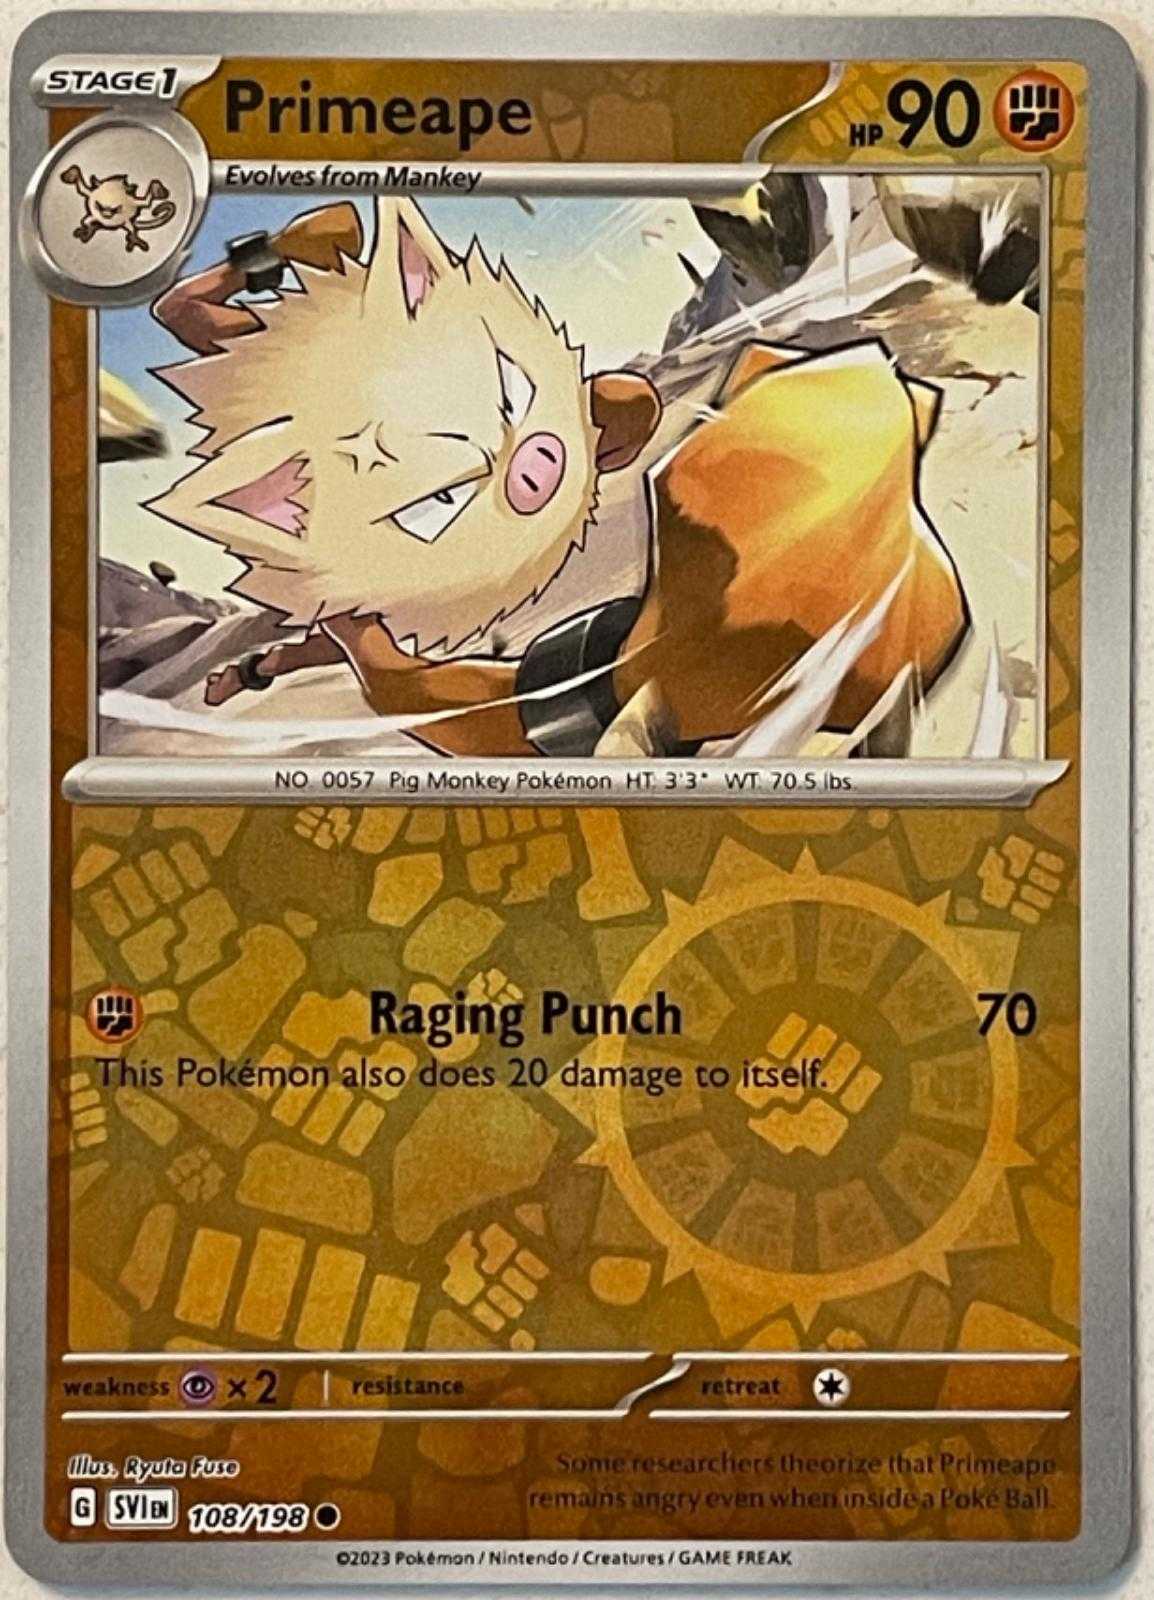 STAGE 1
Primeape
HP 90
Evolves from Mankey
NO. 0057 Pig Monkey Pokémon HT: 3'3" WT: 70.5 lbs.
Raging Punch 70
This Pokémon also does 20 damage to itself.
weakness ×2 resistance retreat
Illus. Ryuta Fuse
Some researchers theorize that Primeape
remains angry even when inside a Poké Ball.
G SVI EN 108/198
©2023 Pokémon / Nintendo / Creatures / GAME FREAK